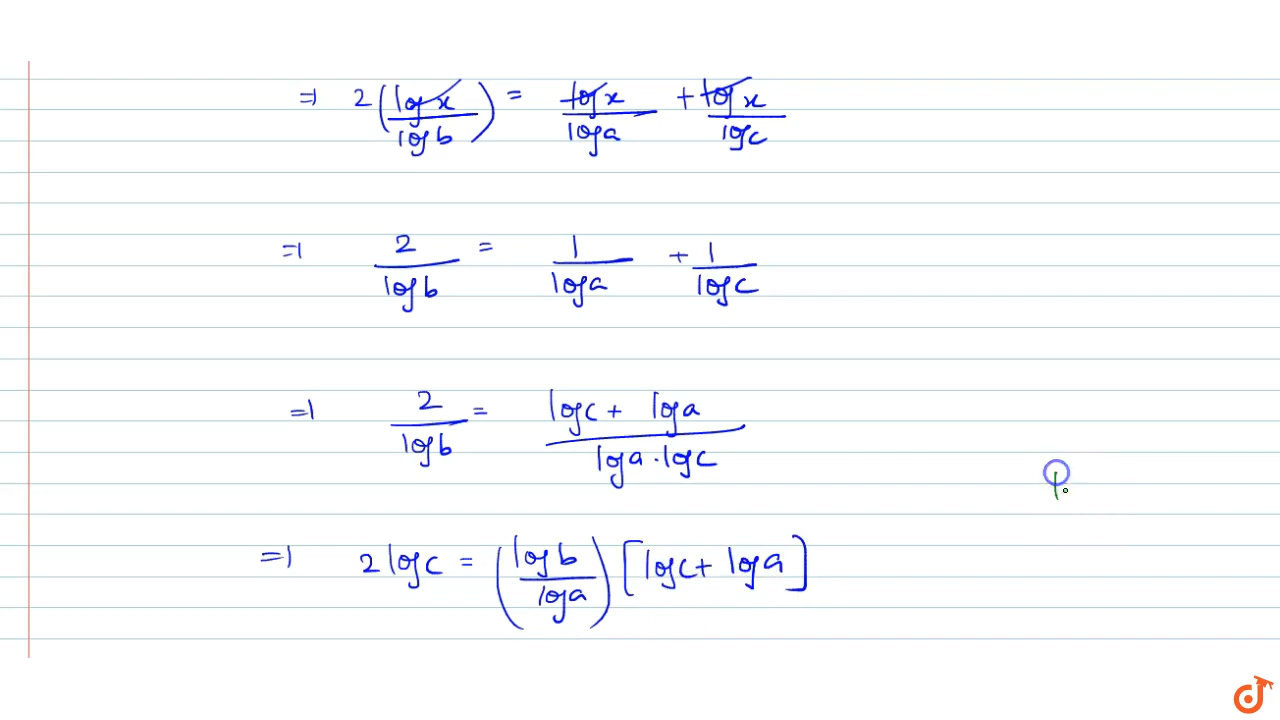 ⇒ 2 (log x / log b) = log x / log a + log x / log c
⇒ 2 / log b = 1 / log a + 1 / log c
⇒ 2 / log b = (log c + log a) / (log a · log c)
⇒ 2 log c = (log b / log a) [log c + log a]